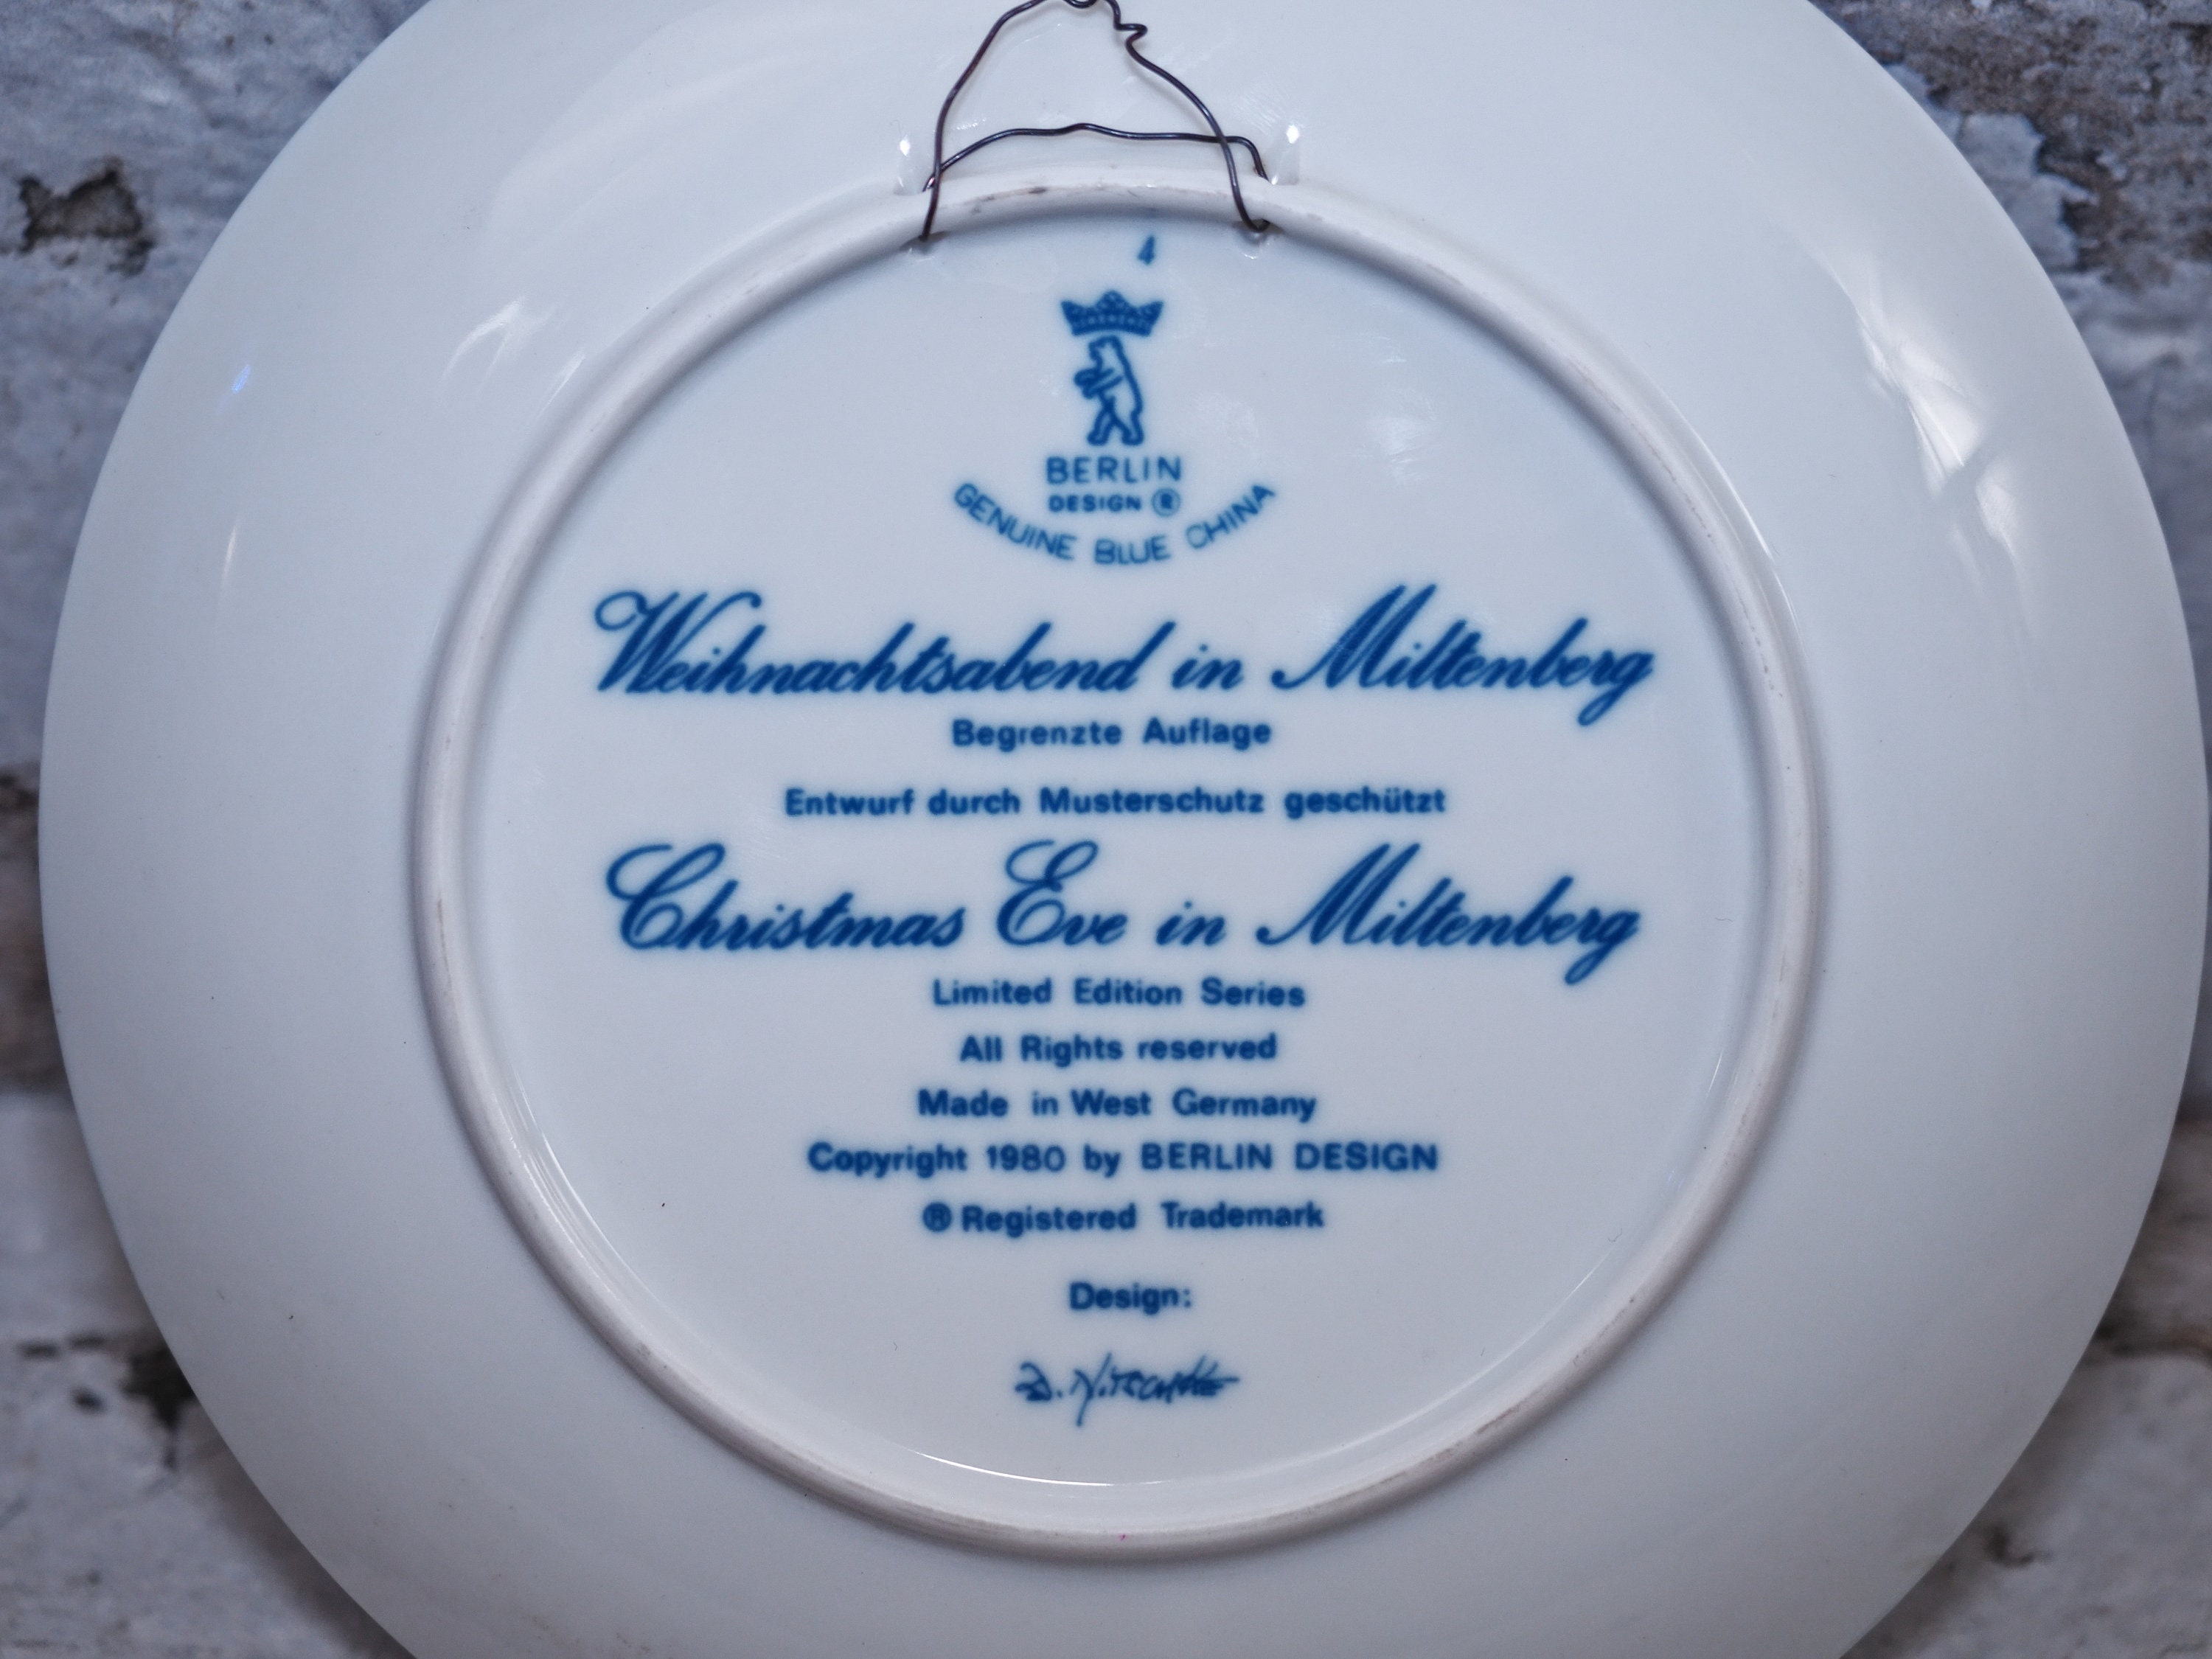 4
BERLIN
DESIGN ®
GENUINE BLUE CHINA
Weihnachtsabend in Miltenberg
Begrenzte Auflage
Entwurf durch Musterschutz geschützt
Christmas Eve in Miltenberg
Limited Edition Series
All Rights reserved
Made in West Germany
Copyright 1980 by BERLIN DESIGN
® Registered Trademark
Design: